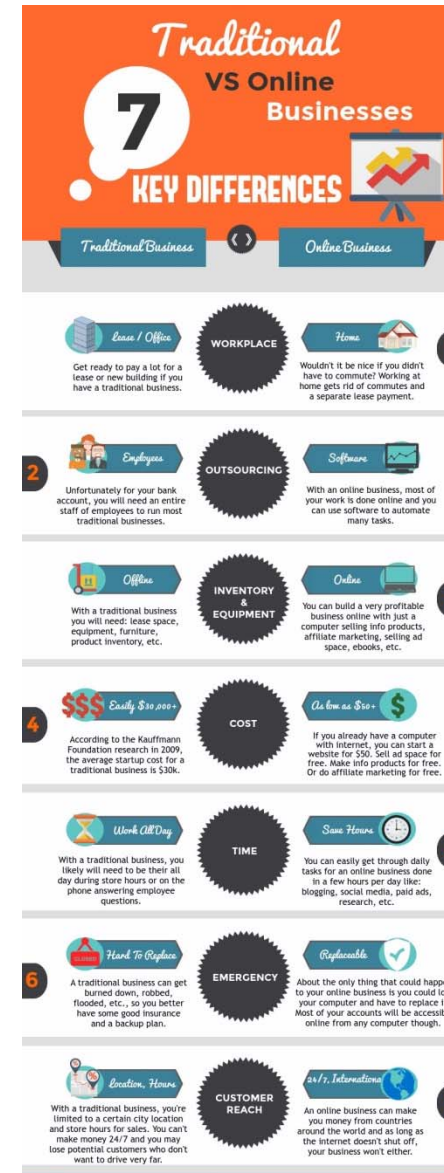 Traditional
VS Online
Businesses
7
KEY DIFFERENCES
Traditional Business
Online Business
Lease / Office
WORKPLACE
Home
Get ready to pay a lot for a
lease or new building if you
have a traditional business.
Wouldn't it be nice if you didn't
have to commute? Working at
home gets rid of commutes and
a separate lease payment.
2
Employees
OUTSOURCING
Software
Unfortunately for your bank
account, you will need an entire
staff of employees to run most
traditional businesses.
With an online business, most of
your work is done online and you
can use software to automate
many tasks.
Offline
INVENTORY
&
EQUIPMENT
Online
With a traditional business
you will need: lease space,
equipment, furniture,
product inventory, etc.
You can build a very profitable
business online with just a
computer selling info products,
affiliate marketing, selling ad
space, ebooks, etc.
4
$$$ Easily $30,000+
COST
As low as $50+ $
According to the Kauffmann
Foundation research in 2009,
the average startup cost for a
traditional business is $30k.
If you already have a computer
with internet, you can start a
website for $50. Sell ad space for
free. Make info products for free.
Or do affiliate marketing for free.
Work All Day
TIME
Save Hours
With a traditional business, you
likely will need to be their all
day during store hours or on the
phone answering employee
questions.
You can easily get through daily
tasks for an online business done
in a few hours per day like:
blogging, social media, paid ads,
research, etc.
6
CLOSED
Hard To Replace
EMERGENCY
Replaceable
A traditional business can get
burned down, robbed,
flooded, etc., so you better
have some good insurance
and a backup plan.
About the only thing that could happe
to your online business is you could lo
your computer and have to replace i
Most of your accounts will be accessib
online from any computer though.
Location, Hours
CUSTOMER
REACH
24/7, Internationa
With a traditional business, you're
limited to a certain city location
and store hours for sales. You can't
make money 24/7 and you may
lose potential customers who don't
want to drive very far.
An online business can make
you money from countries
around the world and as long as
the internet doesn't shut off,
your business won't either.